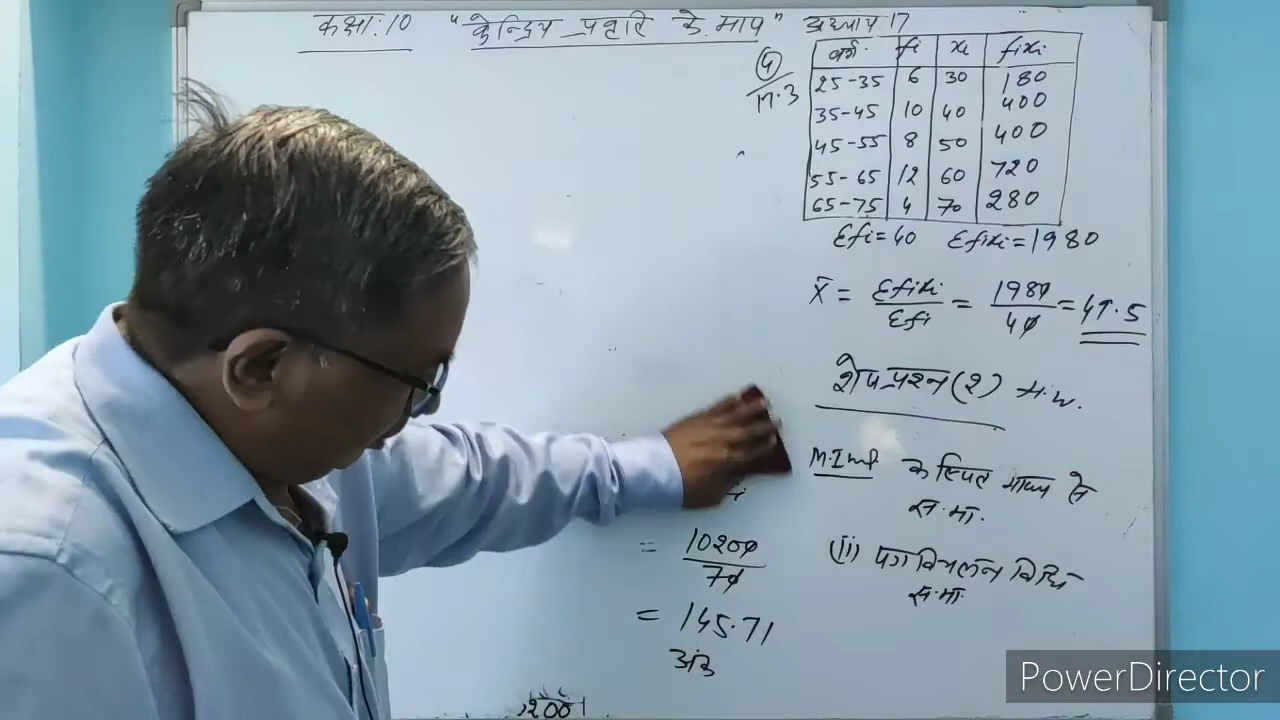 कक्षा:10 "केन्द्रिय प्रवृति के माप" अध्याय 17
④
M.3
वर्ग. fi xi fixi
25-35 6 30 180
35-45 10 40 400
45-55 8 50 400
55-65 12 60 720
65-75 4 70 280
Σfi=40 Σfixi=1980
X̄ = Σfixi/Σfi = 1980/40 = 49.5
शेष प्रश्न (२) H.W.
M.Imp कल्पित माध्य से
स.मा.
(ii) पग विचलन विधि
स.मा.
= 10200/70
= 145.71
अंक
PowerDirector